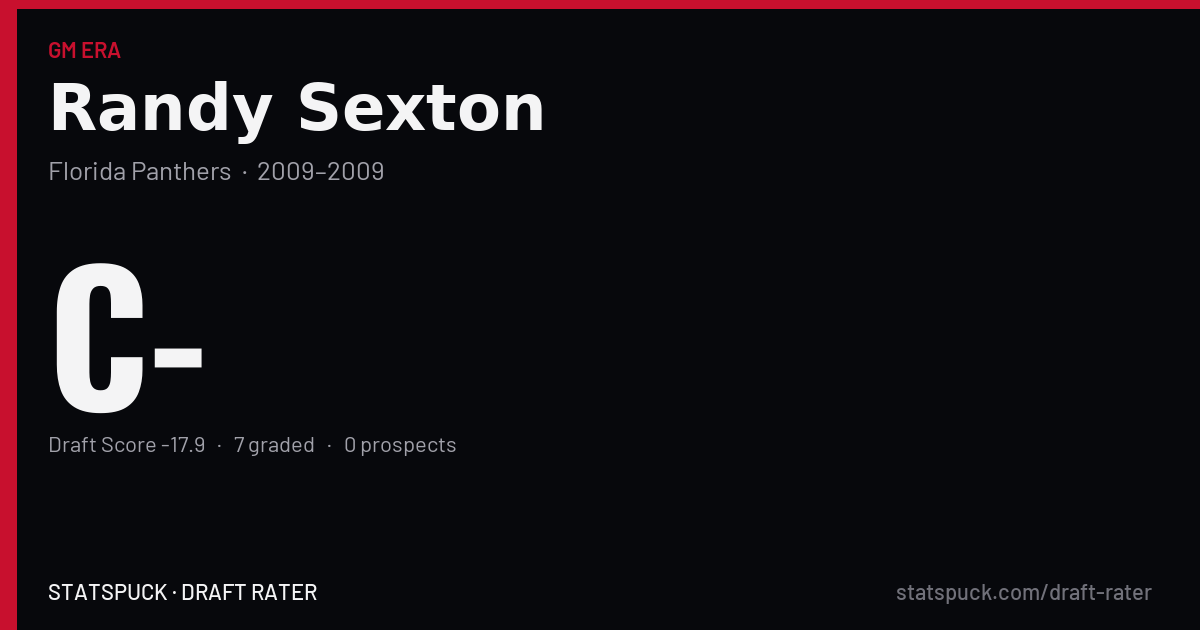 GM ERA
Randy Sexton
Florida Panthers · 2009–2009
C-
Draft Score -17.9 · 7 graded · 0 prospects
STATSPUCK · DRAFT RATER
statspuck.com/draft-rater